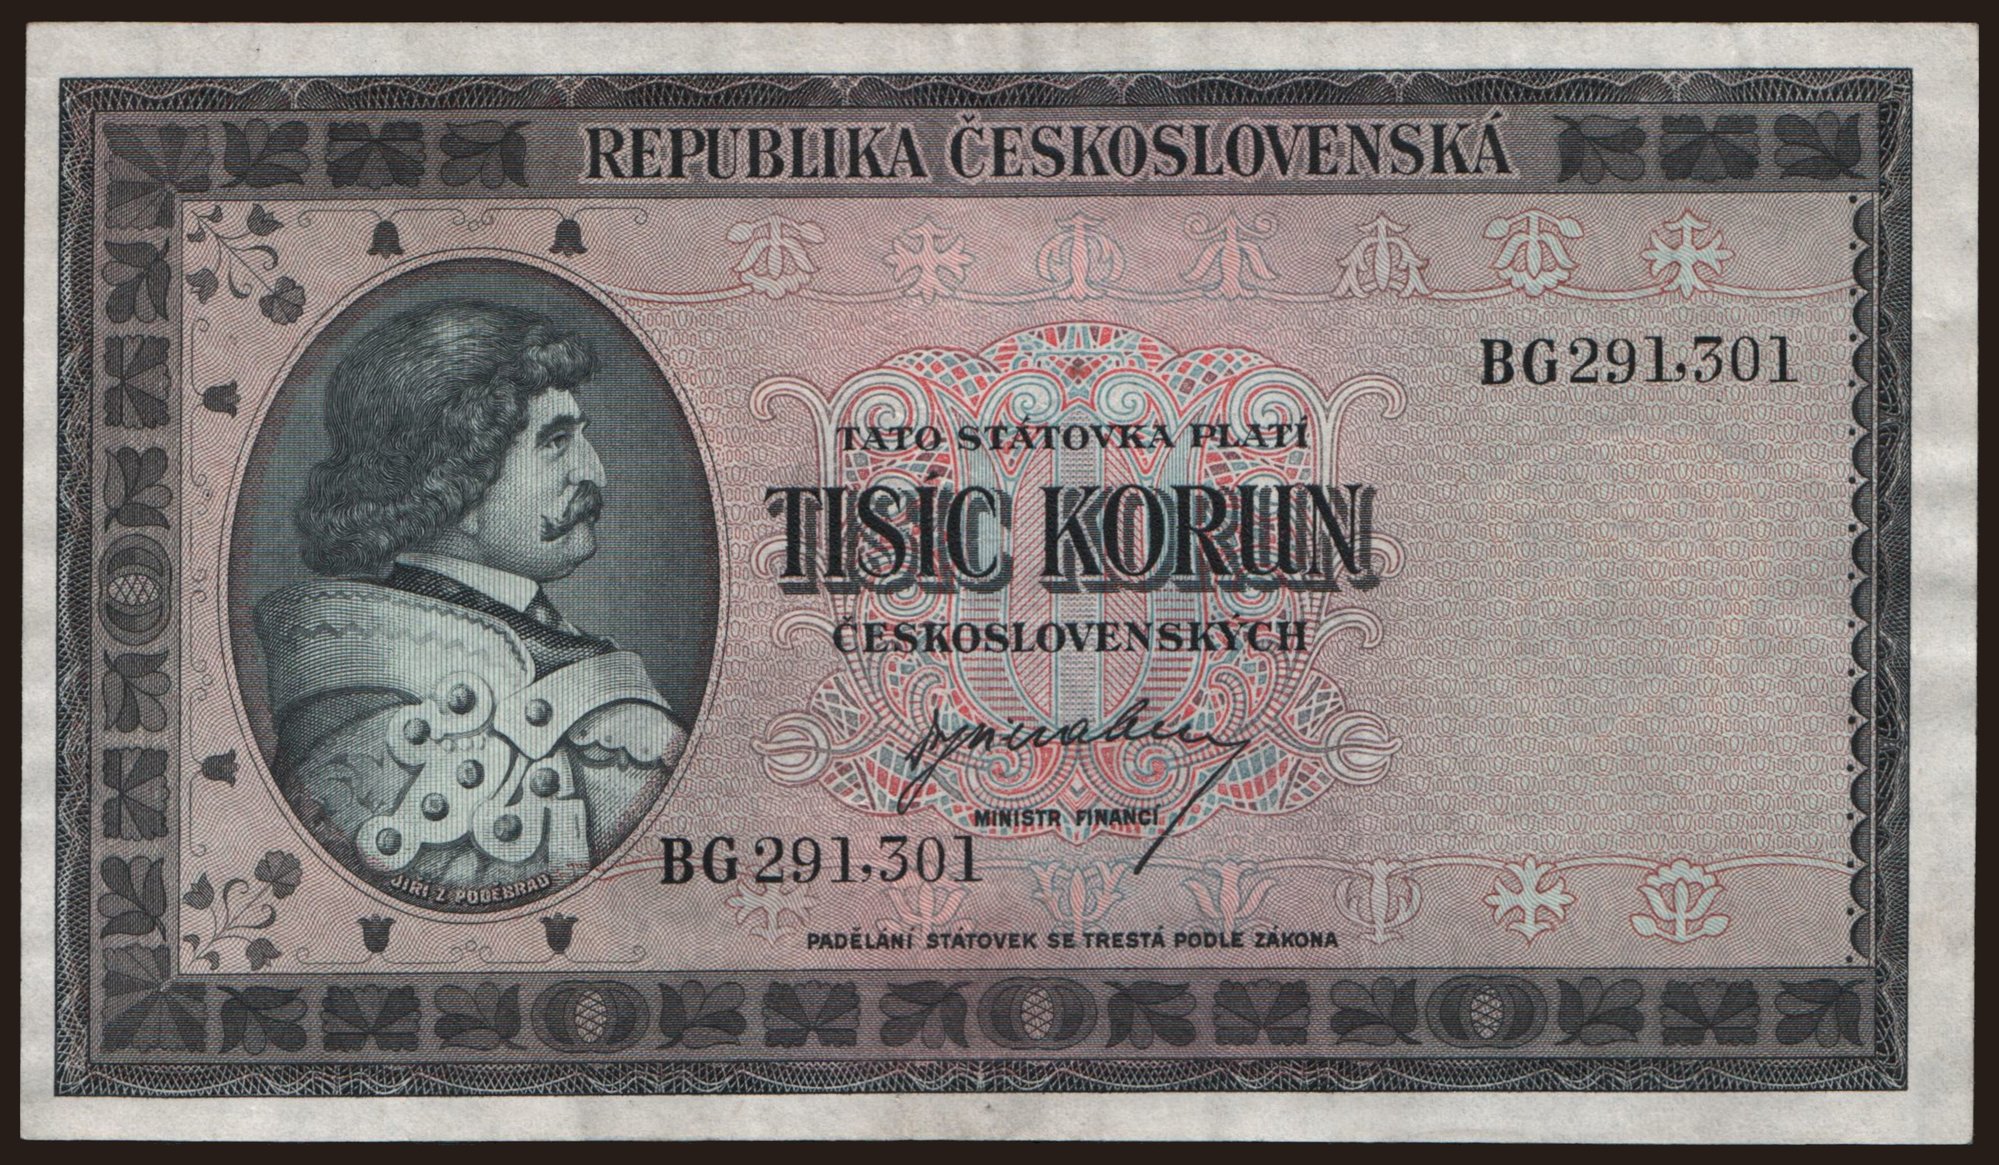 REPUBLIKA ČESKOSLOVENSKÁ
BG 291,301
TATO STÁTOVKA PLATÍ
TISÍC KORUN
ČESKOSLOVENSKÝCH
MINISTR FINANCÍ
BG 291,301
JIŘÍ Z PODĚBRAD
PADĚLÁNÍ STÁTOVEK SE TRESTÁ PODLE ZÁKONA